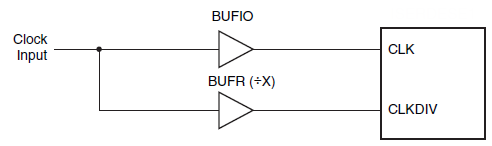 BUFIO
Clock
Input
CLK
BUFR (÷X)
CLKDIV